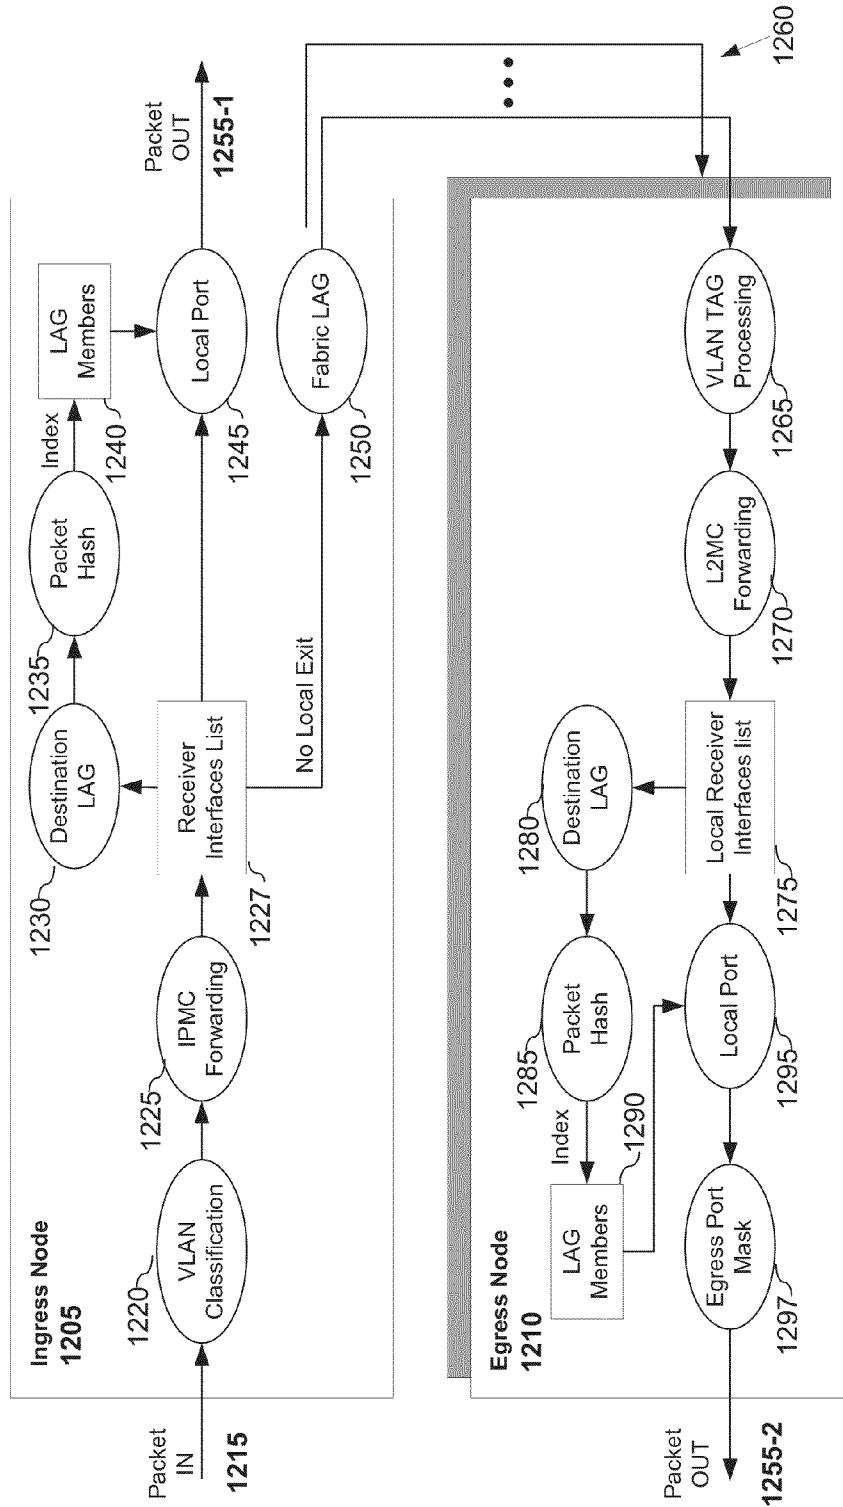 Ingress Node
1205
Packet
IN
1215
VLAN
Classification
1220
IPMC
Forwarding
1225
Receiver
Interfaces List
1227
Destination
LAG
1230
Packet
Hash
1235
Index
LAG
Members
1240
Local Port
1245
Packet
OUT
1255-1
No Local Exit
Fabric LAG
1250
1260
Egress Node
1210
VLAN TAG
Processing
1265
L2MC
Forwarding
1270
Local Receiver
Interfaces list
1275
Destination
LAG
1280
Packet
Hash
1285
Index
LAG
Members
1290
Local Port
1295
Egress Port
Mask
1297
Packet
OUT
1255-2